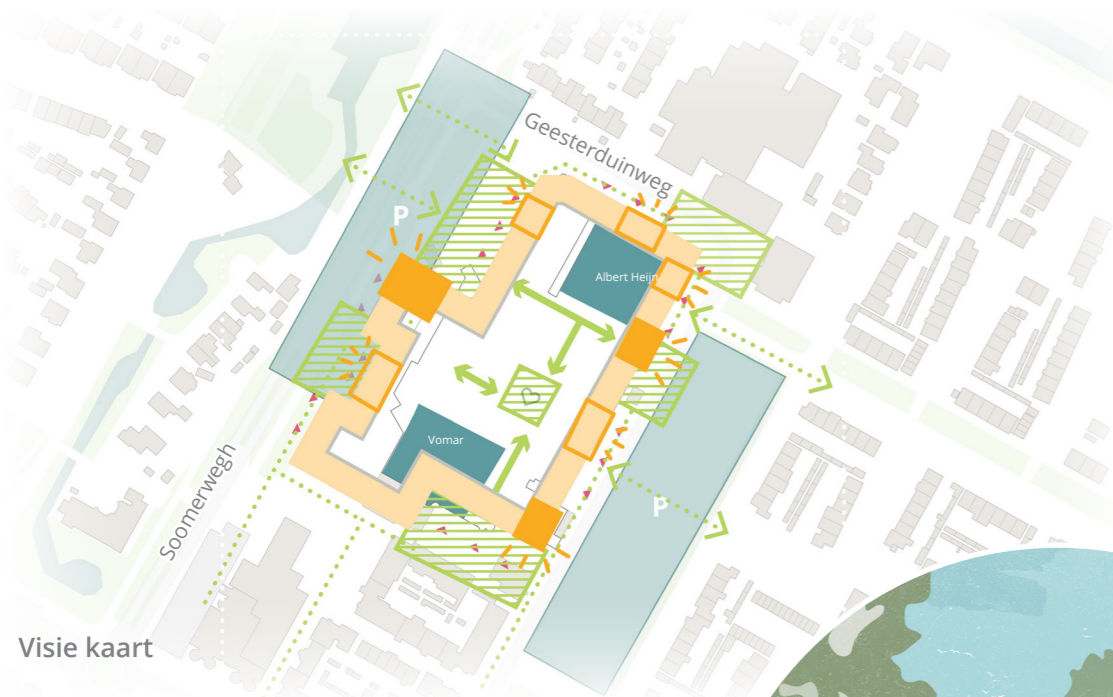 Geesterduinweg
P
Albert Heijn
Vomar
Soomerwegh
P
Visie kaart